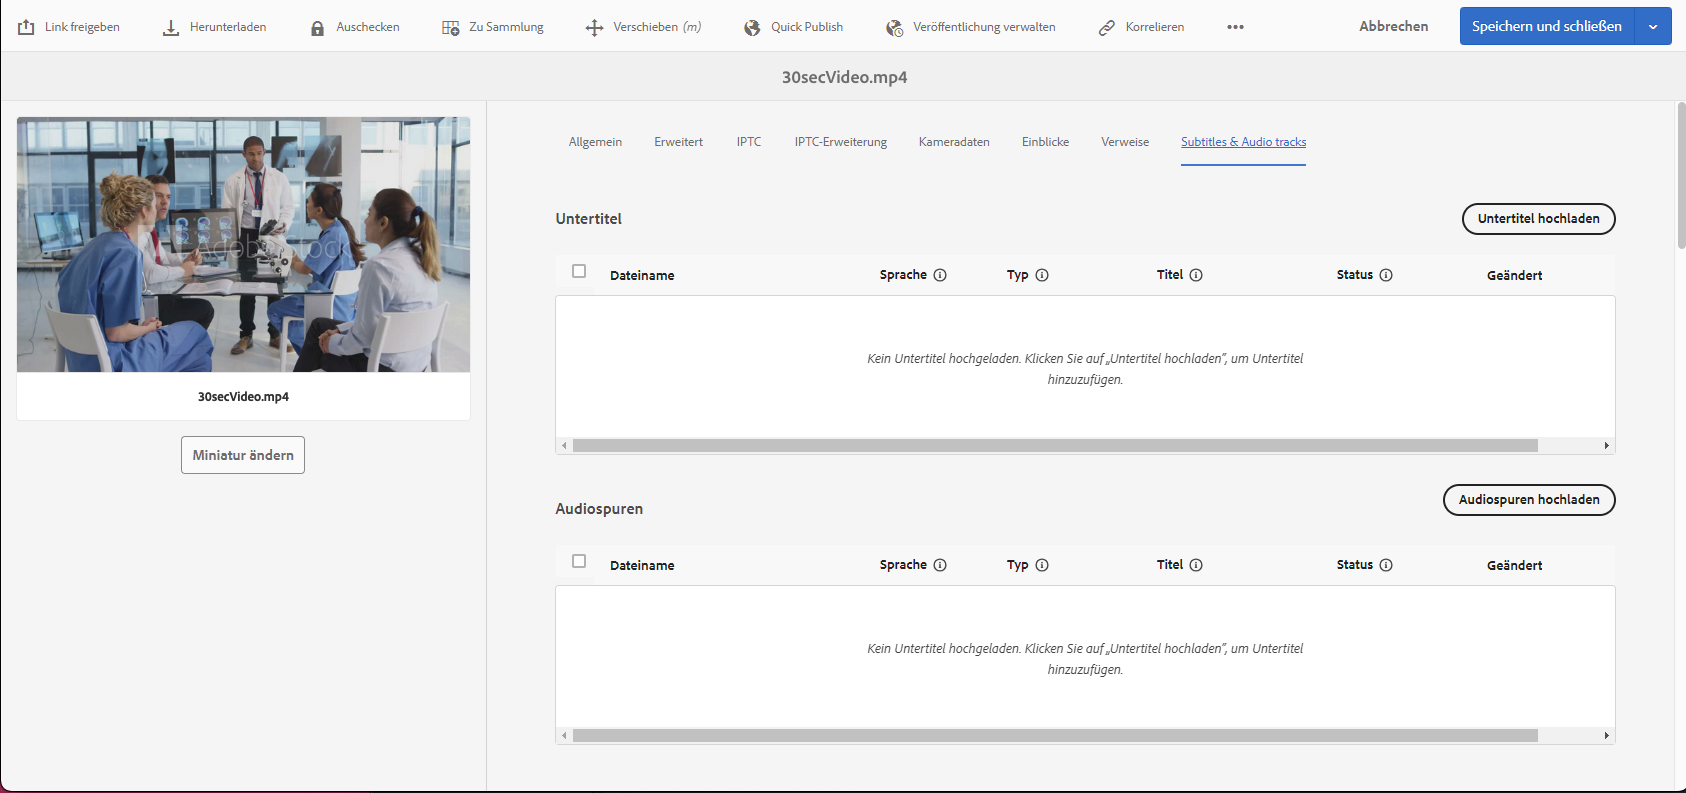 Link freigeben Herunterladen Auschecken Zu Sammlung Verschieben (m) Quick Publish Veröffentlichung verwalten Korrelieren ••• Abbrechen Speichern und schließen
30secVideo.mp4
Allgemein Erweitert IPTC IPTC-Erweiterung Kameradaten Einblicke Verweise Subtitles & Audio tracks
Adobe Stock
30secVideo.mp4
Miniatur ändern
Untertitel Untertitel hochladen
Dateiname Sprache Typ Titel Status Geändert
Kein Untertitel hochgeladen. Klicken Sie auf „Untertitel hochladen“, um Untertitel
hinzuzufügen.
Audiospuren Audiospuren hochladen
Dateiname Sprache Typ Titel Status Geändert
Kein Untertitel hochgeladen. Klicken Sie auf „Untertitel hochladen“, um Untertitel
hinzuzufügen.